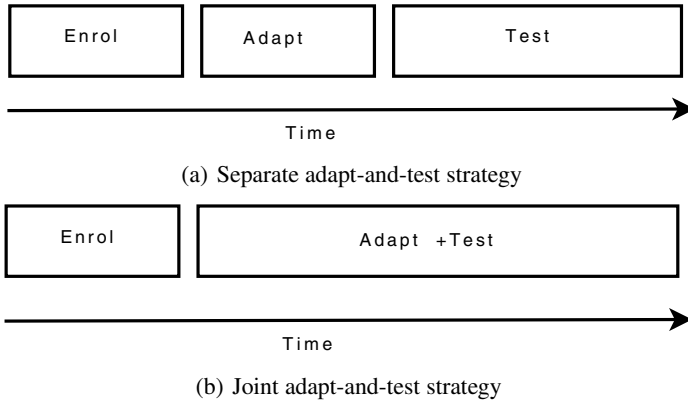 Enrol Adapt Test
Time
(a) Separate adapt-and-test strategy
Enrol Adapt +Test
Time
(b) Joint adapt-and-test strategy